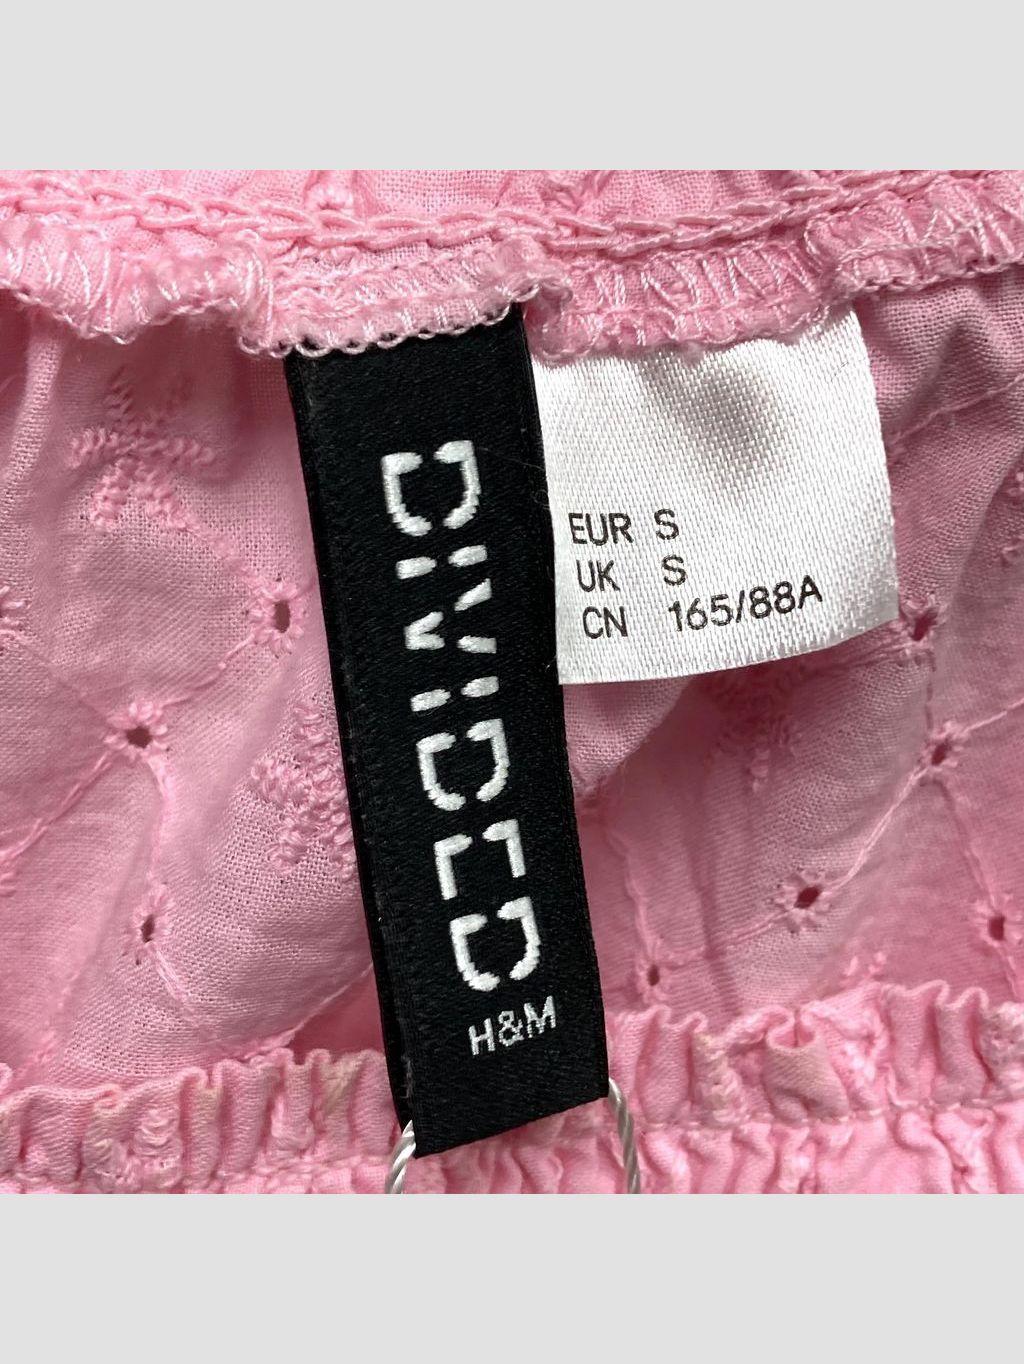 DIVIDED
H&M
EUR S
UK S
CN 165/88A